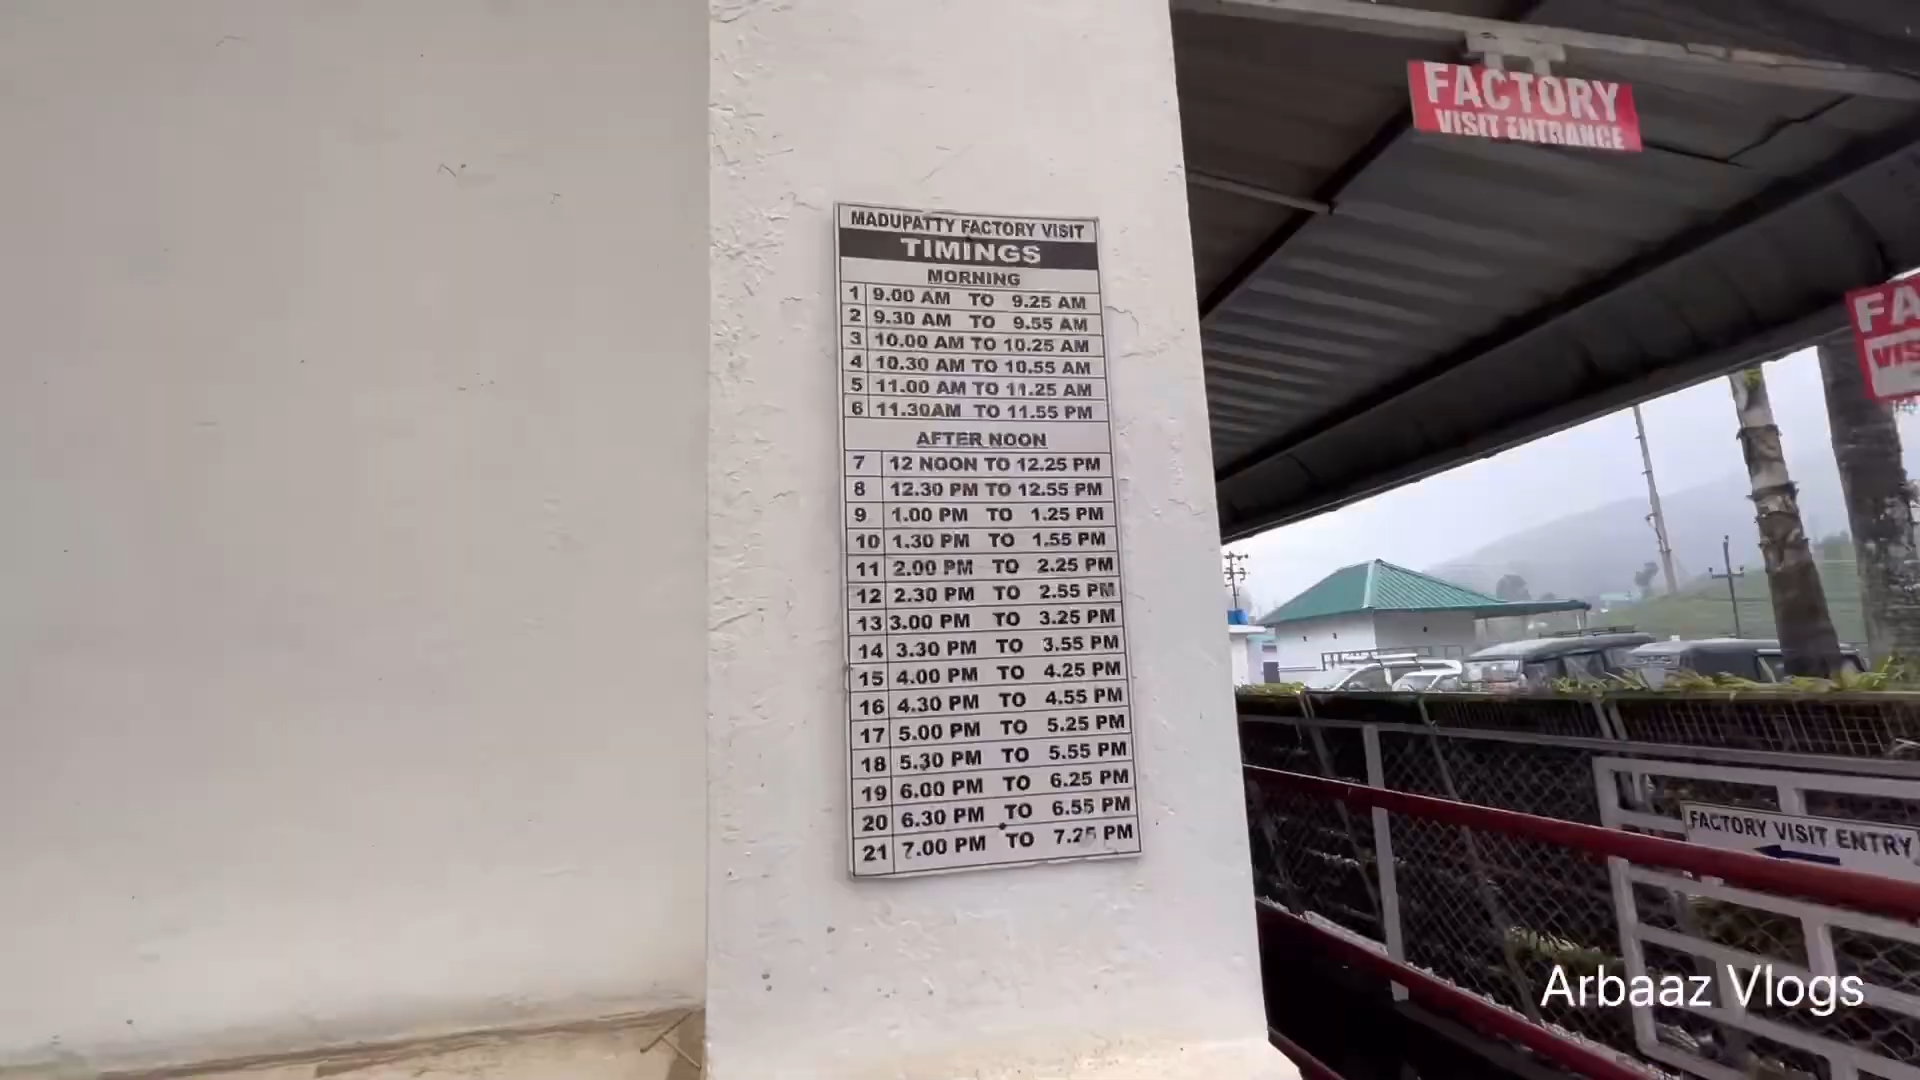 FACTORY
VISIT ENTRANCE
MADUPATTY FACTORY VISIT
TIMINGS
MORNING
1 9.00 AM TO 9.25 AM
2 9.30 AM TO 9.55 AM
3 10.00 AM TO 10.25 AM
4 10.30 AM TO 10.55 AM
5 11.00 AM TO 11.25 AM
6 11.30AM TO 11.55 PM
AFTER NOON
7 12 NOON TO 12.25 PM
8 12.30 PM TO 12.55 PM
9 1.00 PM TO 1.25 PM
10 1.30 PM TO 1.55 PM
11 2.00 PM TO 2.25 PM
12 2.30 PM TO 2.55 PM
13 3.00 PM TO 3.25 PM
14 3.30 PM TO 3.55 PM
15 4.00 PM TO 4.25 PM
16 4.30 PM TO 4.55 PM
17 5.00 PM TO 5.25 PM
18 5.30 PM TO 5.55 PM
19 6.00 PM TO 6.25 PM
20 6.30 PM TO 6.55 PM
21 7.00 PM TO 7.25 PM
FA
VIS
FACTORY VISIT ENTRY
Arbaaz Vlogs